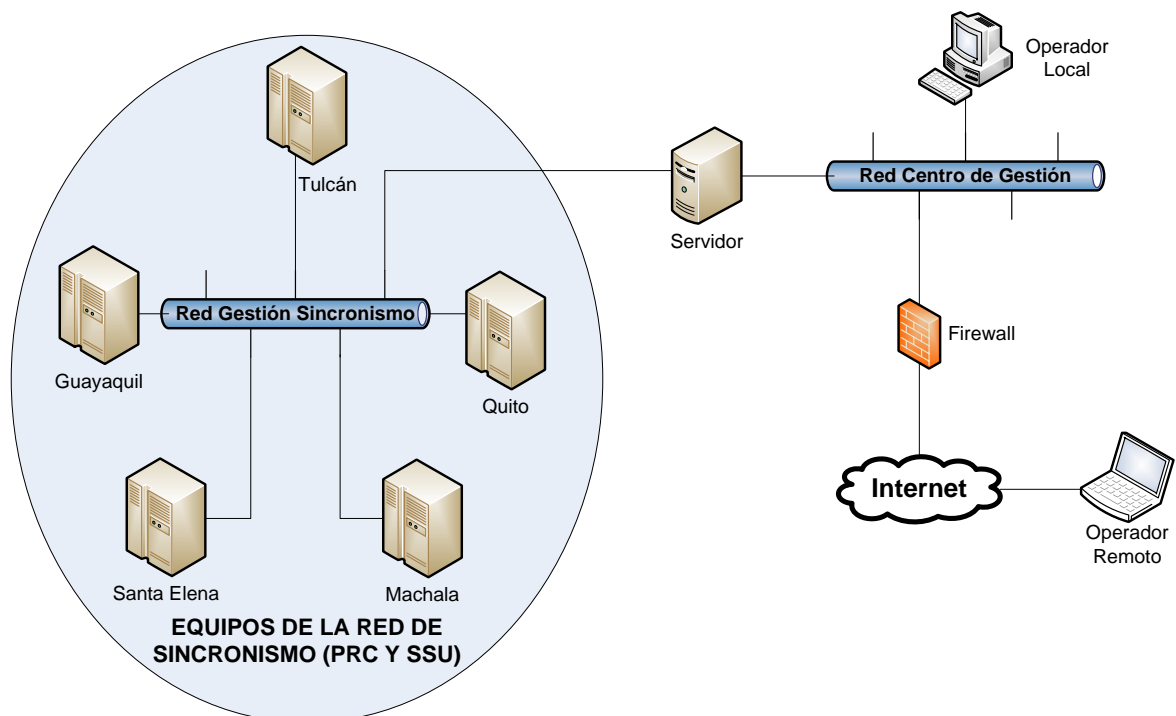 Operador
Local
Tulcán
Red Centro de Gestión
Servidor
Red Gestión Sincronismo
Firewall
Guayaquil
Quito
Internet
Operador
Remoto
Santa Elena
Machala
EQUIPOS DE LA RED DE
SINCRONISMO (PRC Y SSU)